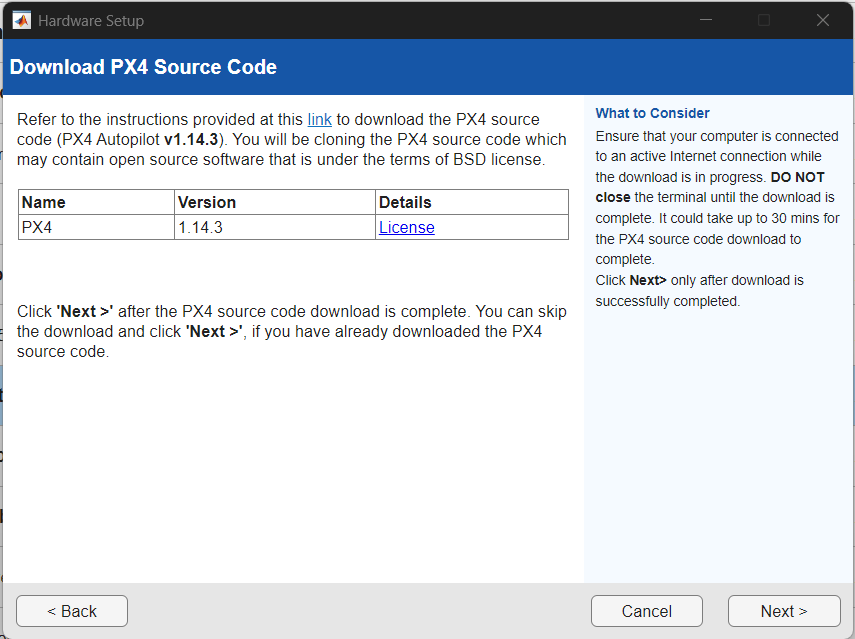 Hardware Setup
Download PX4 Source Code
Refer to the instructions provided at this link to download the PX4 source
code (PX4 Autopilot v1.14.3). You will be cloning the PX4 source code which
may contain open source software that is under the terms of BSD license.
Name Version Details
PX4 1.14.3 License
Click 'Next >' after the PX4 source code download is complete. You can skip
the download and click 'Next >', if you have already downloaded the PX4
source code.
What to Consider
Ensure that your computer is connected
to an active Internet connection while
the download is in progress. DO NOT
close the terminal until the download is
complete. It could take up to 30 mins for
the PX4 source code download to
complete.
Click Next> only after download is
successfully completed.
< Back
Cancel
Next >